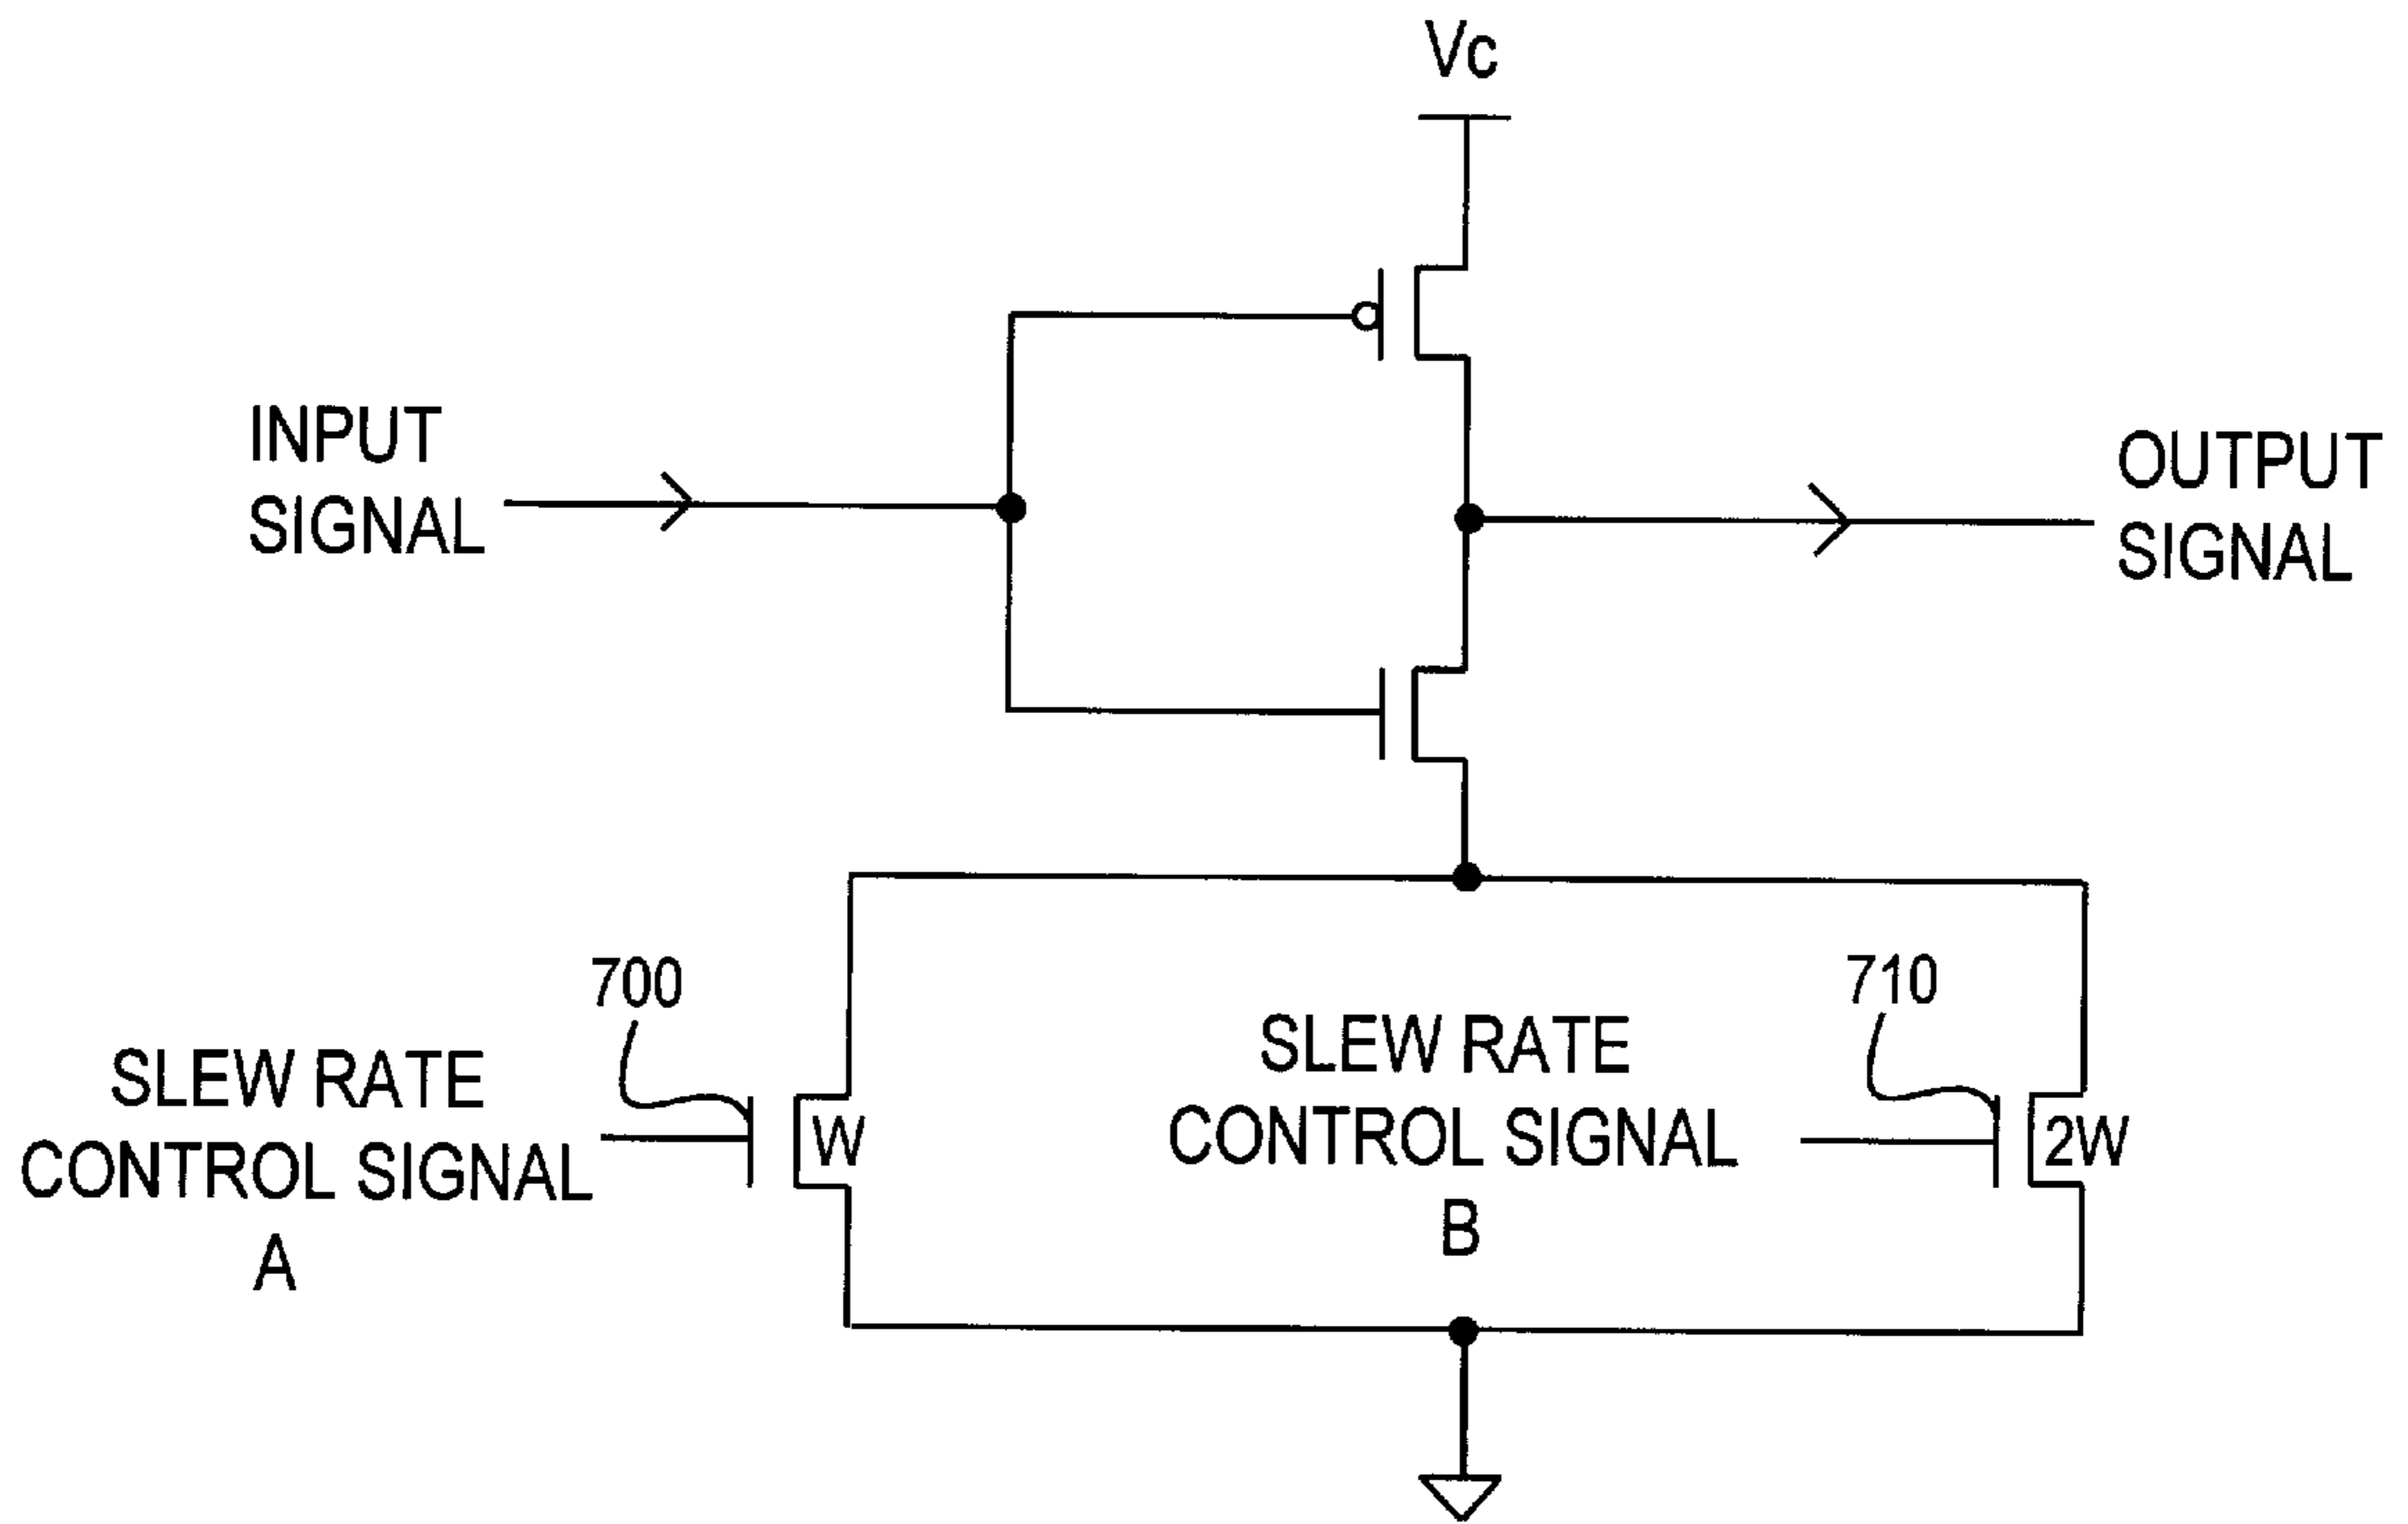 Vc
INPUT
SIGNAL
OUTPUT
SIGNAL
700
SLEW RATE
CONTROL SIGNAL
A
W
SLEW RATE
CONTROL SIGNAL
B
710
2W